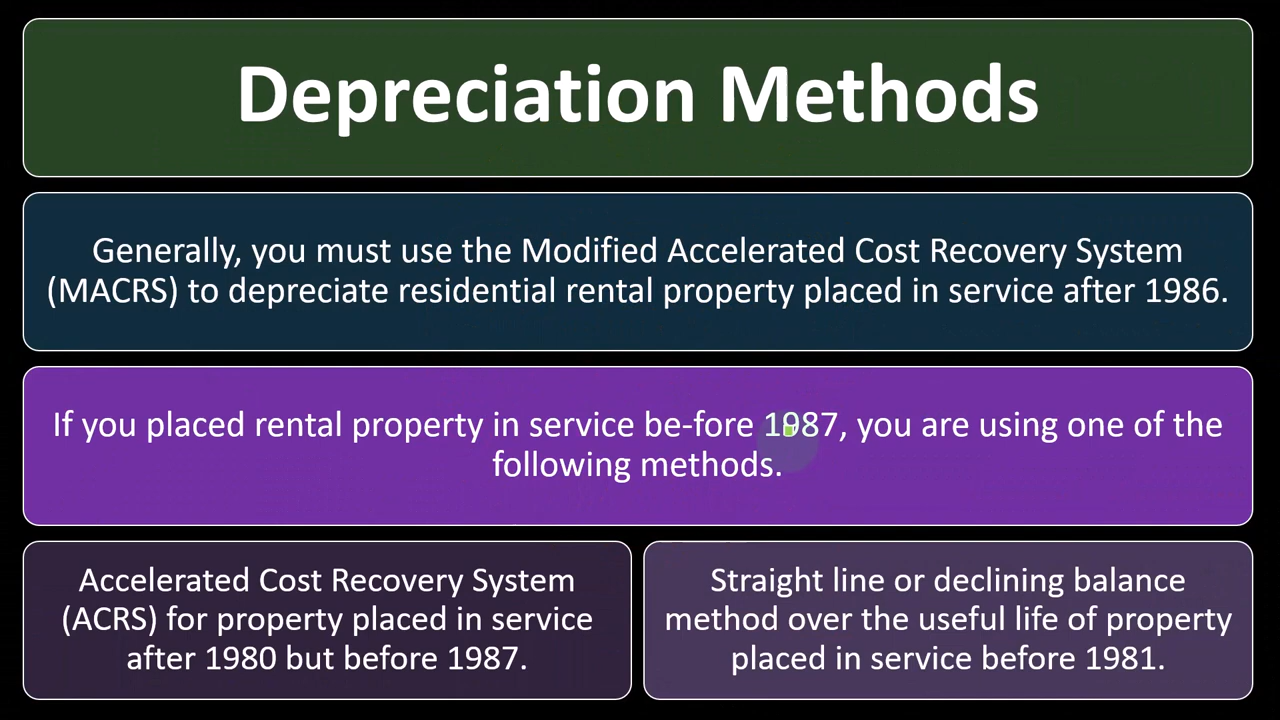 Depreciation Methods
Generally, you must use the Modified Accelerated Cost Recovery System
(MACRS) to depreciate residential rental property placed in service after 1986.
If you placed rental property in service be-fore 1987, you are using one of the
following methods.
Accelerated Cost Recovery System
(ACRS) for property placed in service
after 1980 but before 1987.
Straight line or declining balance
method over the useful life of property
placed in service before 1981.